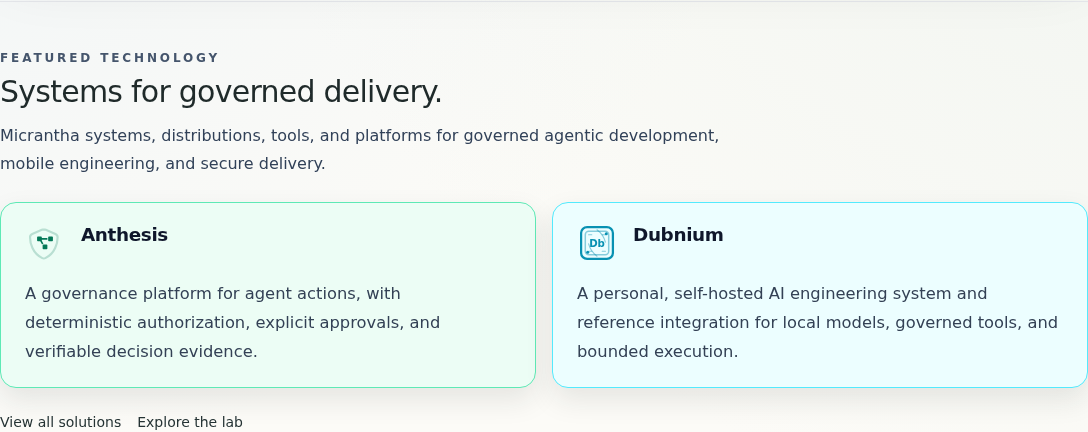 FEATURED TECHNOLOGY
Systems for governed delivery.
Micrantha systems, distributions, tools, and platforms for governed agentic development,
mobile engineering, and secure delivery.
Anthesis
A governance platform for agent actions, with
deterministic authorization, explicit approvals, and
verifiable decision evidence.
Db
Dubnium
A personal, self-hosted AI engineering system and
reference integration for local models, governed tools, and
bounded execution.
View all solutions Explore the lab